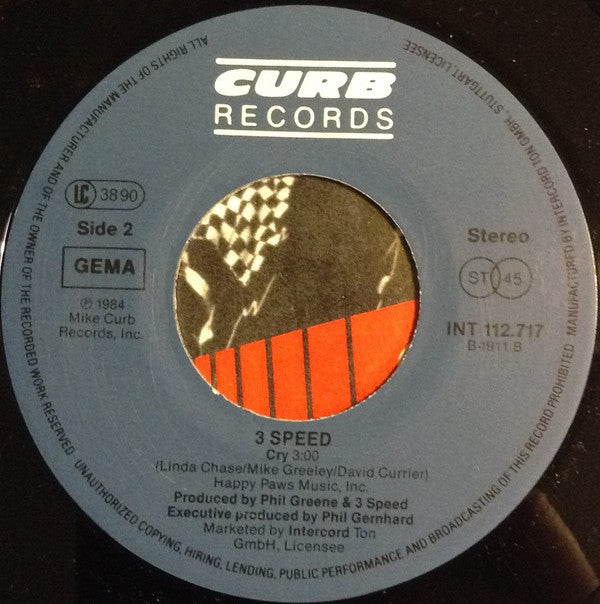 ALL RIGHTS OF THE MANUFACTURER AND OF THE OWNER OF THE RECORDED WORK RESERVED UNAUTHORIZED COPYING, HIRING, LENDING, PUBLIC PERFORMANCE AND BROADCASTING OF THIS RECORD PROHIBITED MANUFACTURED BY INTERCORD TON GMBH, STUTTGART LICENSEE
CURB
RECORDS
LC 3890
Side 2
GEMA
℗ 1984
Mike Curb
Records, Inc.
Stereo
ST 45
INT 112.717
B-1911 B
3 SPEED
Cry 3:00
(Linda Chase/Mike Greeley/David Currier)
Happy Paws Music, Inc.
Produced by Phil Greene & 3 Speed
Executive produced by Phil Gernhard
Marketed by Intercord Ton
GmbH, Licensee